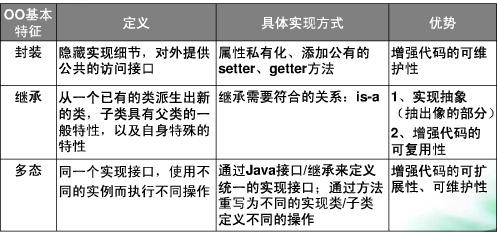 OO基本特征 定义 具体实现方式 优势
封装
隐藏实现细节，对外提供
公共的访问接口
属性私有化、添加公有的
setter、getter方法
增强代码的可维
护性
继承
从一个已有的类派生出新
的类，子类具有父类的一
般特性，以及自身特殊的
特性
继承需要符合的关系：is-a
1、实现抽象
（抽出像的部分）
2、增强代码的
可复用性
多态
同一个实现接口，使用不
同的实例而执行不同操作
通过Java接口/继承来定义
统一的实现接口；通过方法
重写为不同的实现类/子类
定义不同的操作
增强代码的可扩
展性、可维护性